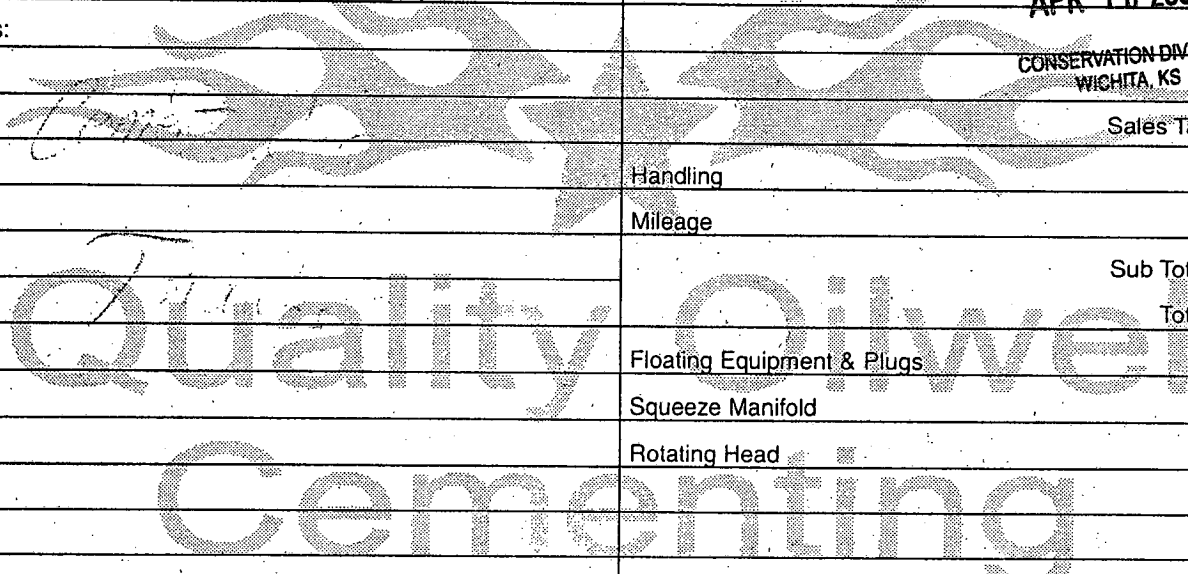 s:
CONSERVATION DIV
WICHITA, KS
Sales Ta
Handling
Mileage
Sub Tot
Tot
Quality Oilwel
Floating Equipment & Plugs
Squeeze Manifold
Rotating Head
Cementing